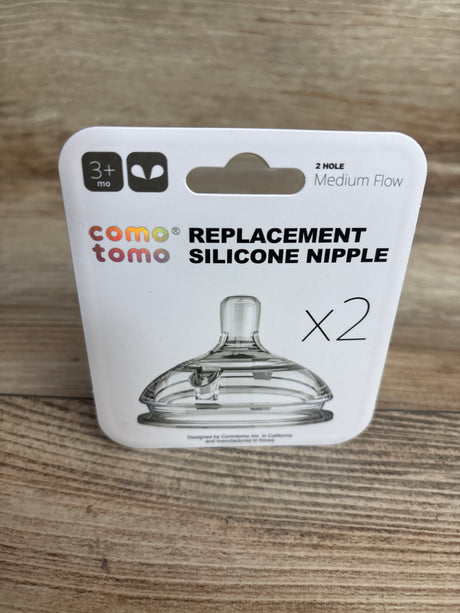 3+
mo
2 HOLE
Medium Flow
como® REPLACEMENT
tomo SILICONE NIPPLE
x2
Designed by Comotomo Inc. in California
and manufactured in Korea